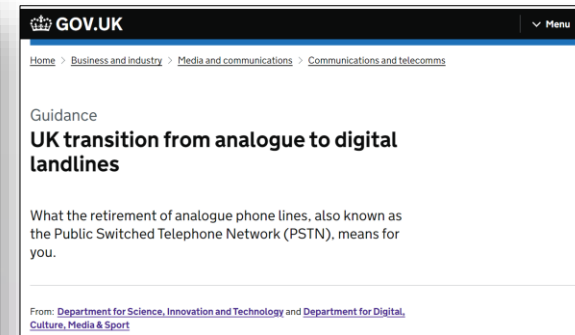 GOV.UK
Menu
Home > Business and industry > Media and communications > Communications and telecomms
Guidance
UK transition from analogue to digital
landlines
What the retirement of analogue phone lines, also known as
the Public Switched Telephone Network (PSTN), means for
you.
From: Department for Science, Innovation and Technology and Department for Digital,
Culture, Media & Sport